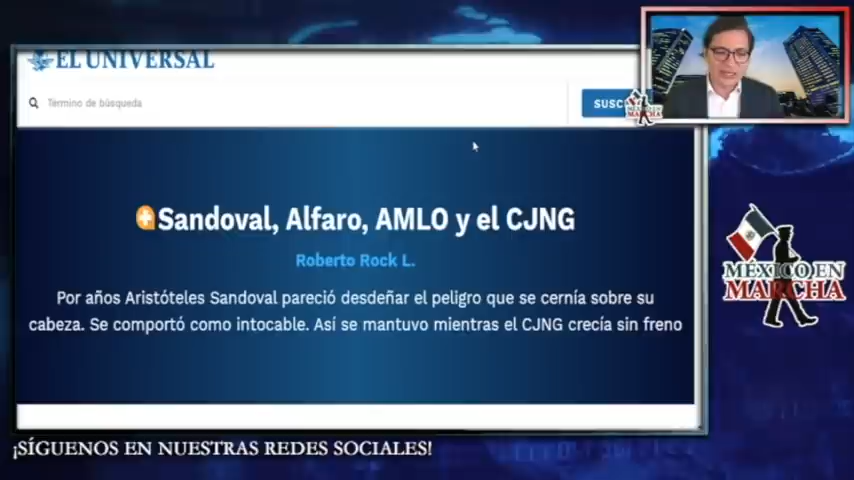 EL UNIVERSAL
Término de búsqueda
Sandoval, Alfaro, AMLO y el CJNG
Roberto Rock L.
Por años Aristóteles Sandoval pareció desdeñar el peligro que se cernía sobre su
cabeza. Se comportó como intocable. Así se mantuvo mientras el CJNG crecía sin freno
MÉXICO EN
MARCHA
¡SÍGUENOS EN NUESTRAS REDES SOCIALES!